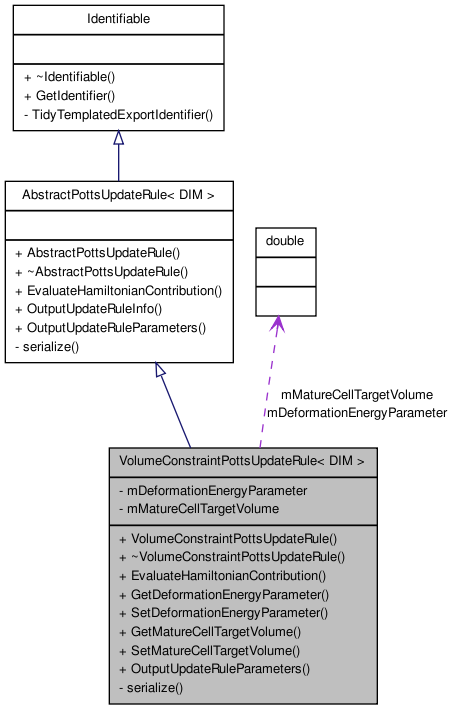 Identifiable
+ ~Identifiable()
+ GetIdentifier()
- TidyTemplatedExportIdentifier()
AbstractPottsUpdateRule< DIM >
+ AbstractPottsUpdateRule()
+ ~AbstractPottsUpdateRule()
+ EvaluateHamiltonianContribution()
+ OutputUpdateRuleInfo()
+ OutputUpdateRuleParameters()
- serialize()
double
mMatureCellTargetVolume
mDeformationEnergyParameter
VolumeConstraintPottsUpdateRule< DIM >
- mDeformationEnergyParameter
- mMatureCellTargetVolume
+ VolumeConstraintPottsUpdateRule()
+ ~VolumeConstraintPottsUpdateRule()
+ EvaluateHamiltonianContribution()
+ GetDeformationEnergyParameter()
+ SetDeformationEnergyParameter()
+ GetMatureCellTargetVolume()
+ SetMatureCellTargetVolume()
+ OutputUpdateRuleParameters()
- serialize()